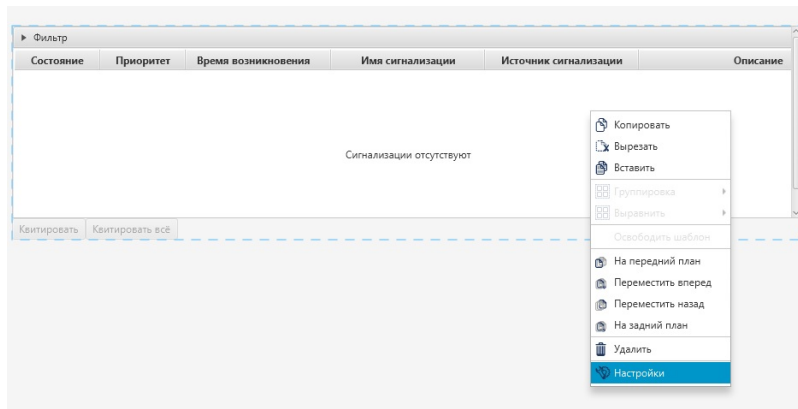 Фильтр
Состояние Приоритет Время возникновения Имя сигнализации Источник сигнализации Описание
Сигнализации отсутствуют
Квитировать Квитировать всё
Копировать
Вырезать
Вставить
Группировка
Выравнить
Освободить шаблон
На передний план
Переместить вперед
Переместить назад
На задний план
Удалить
Настройки